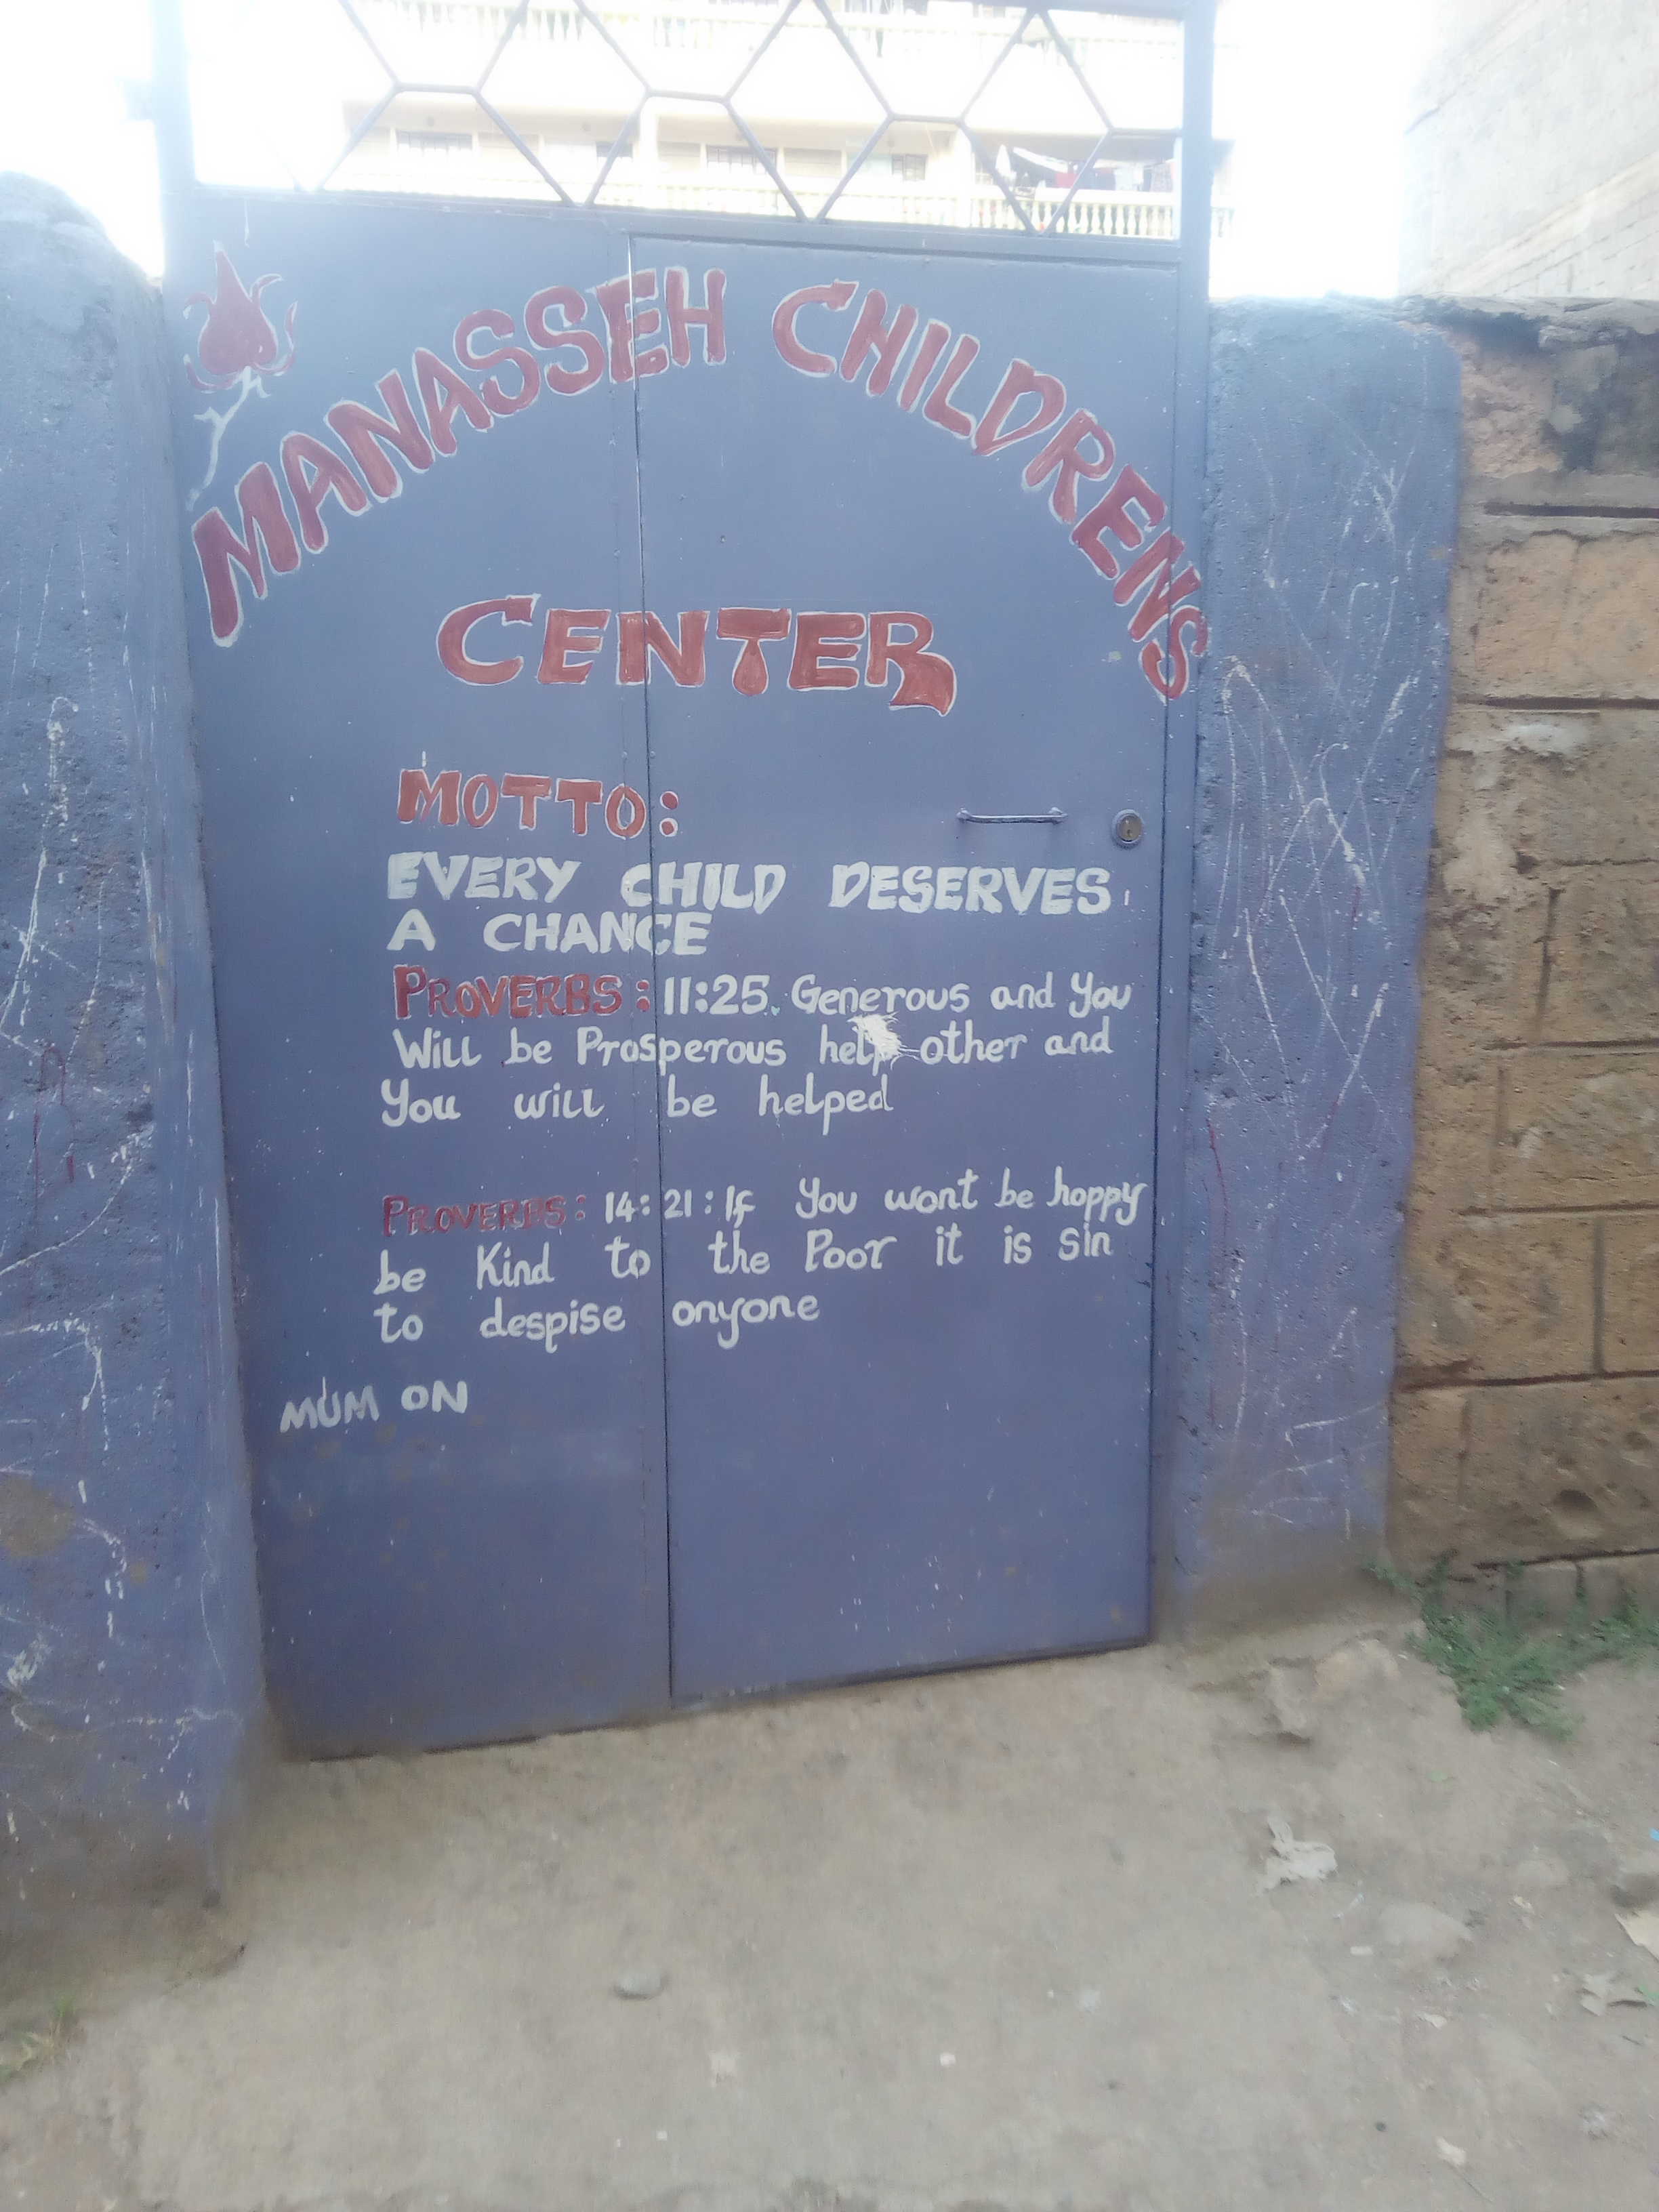 MANASSEH CHILDRENS
CENTER
MOTTO:
EVERY CHILD DESERVES
A CHANCE
PROVERBS: 11:25. Generous and You
Will be Prosperous help other and
You will be helped
PROVERBS: 14:21: If You wont be hoppy
be Kind to the Poor it is sin
to despise onyone
MUM ON